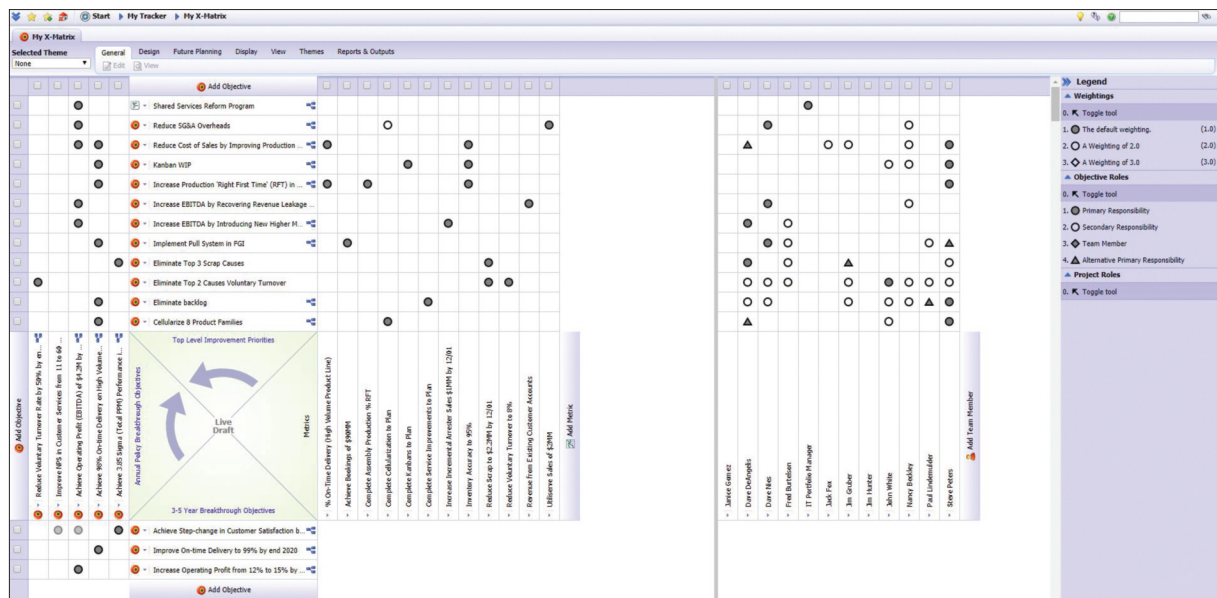 Start My Tracker My X-Matrix
My X-Matrix
Selected Theme
None
General Design Future Planning Display View Themes Reports & Outputs
Edit View
Add Objective
Shared Services Reform Program
Reduce SG&A Overheads
Reduce Cost of Sales by Improving Production ...
Kanban WIP
Increase Production 'Right First Time' (RFT) in ...
Increase EBITDA by Recovering Revenue Leakage ...
Increase EBITDA by Introducing New Higher M...
Implement Pull System in FGI
Eliminate Top 3 Scrap Causes
Eliminate Top 2 Causes Voluntary Turnover
Eliminate backlog
Cellularize 8 Product Families
Add Objective
Reduce Voluntary Turnover Rate by 50% by en...
Improve NPS in Customer Services from 11 to 60 ...
Achieve Operating Profit (EBITDA) of $4.2M by ...
Achieve 98% On-time Delivery on High Volume...
Achieve 3.85 Sigma (Total PPM) Performance i...
Top Level Improvement Priorities
Annual Policy Breakthrough Objectives
Live
Draft
Metrics
3-5 Year Breakthrough Objectives
% On-Time Delivery (High Volume Product Line)
Achieve Bookings of $90MM
Complete Assembly Production % RFT
Complete Cellularization to Plan
Complete Kanbans to Plan
Complete Service Improvements to Plan
Increase Incremental Arrester Sales $1MM by 12/01
Inventory Accuracy to 95%
Reduce Scrap to $2.2MM by 12/01
Reduce Voluntary Turnover to 8%
Revenue from Existing Customer Accounts
Utiliserve Sales of $2MM
Add Metric
Janice Gomez
Dave DeAngelis
Dave Nies
Fred Burtelsen
IT Portfolio Manager
Jack Fox
Jim Gruber
Jim Hunter
John White
Nancy Beckley
Paul Lindemulder
Steve Peters
Add Team Member
Achieve Step-change in Customer Satisfaction b...
Improve On-time Delivery to 99% by end 2020
Increase Operating Profit from 12% to 15% by ...
Add Objective
Legend
Weightings
0. Toggle tool
1. The default weighting. (1.0)
2. A Weighting of 2.0 (2.0)
3. A Weighting of 3.0 (3.0)
Objective Roles
0. Toggle tool
1. Primary Responsibility
2. Secondary Responsibility
3. Team Member
4. Alternative Primary Responsibility
Project Roles
0. Toggle tool